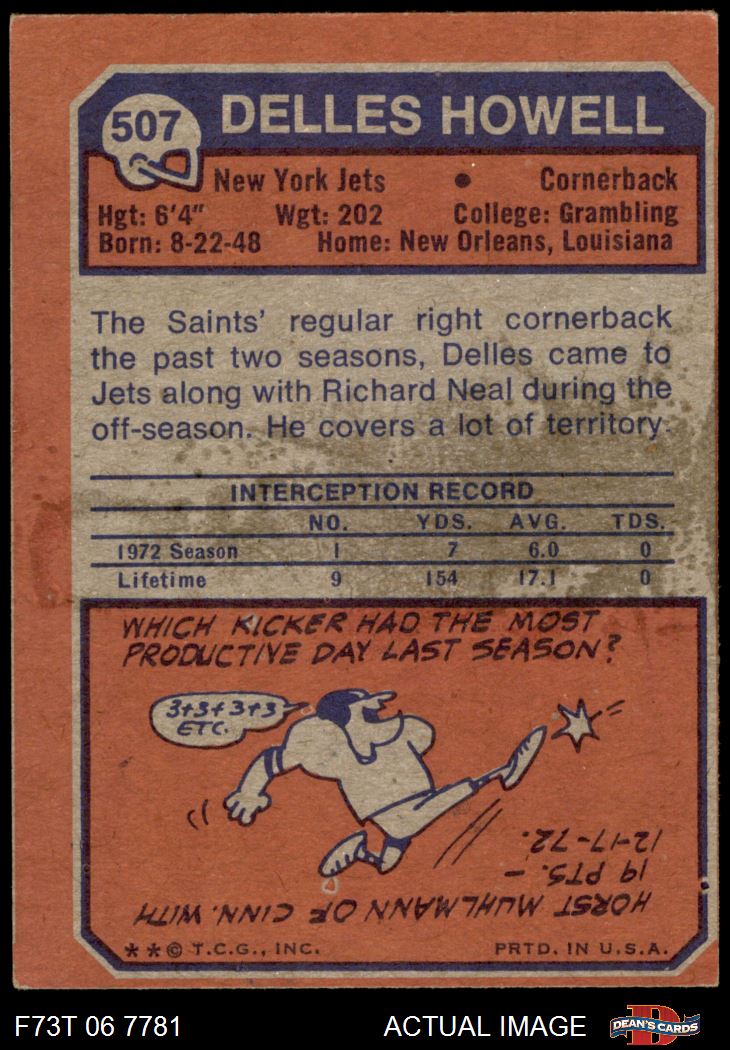 507
DELLES HOWELL
New York Jets • Cornerback
Hgt: 6'4" Wgt: 202 College: Grambling
Born: 8-22-48 Home: New Orleans, Louisiana
The Saints' regular right cornerback
the past two seasons, Delles came to
Jets along with Richard Neal during the
off-season. He covers a lot of territory.
INTERCEPTION RECORD
NO. YDS. AVG. TDS.
1972 Season 1 7 6.0 0
Lifetime 9 154 17.1 0
WHICH KICKER HAD THE MOST
PRODUCTIVE DAY LAST SEASON?
3+3+3+3
ETC.
HORST MUHLMANN OF CINN. WITH
19 PTS. –
12-17-72.
**© T.C.G., INC. PRTD. IN U.S.A.
F73T 06 7781 ACTUAL IMAGE DEAN'S CARDS